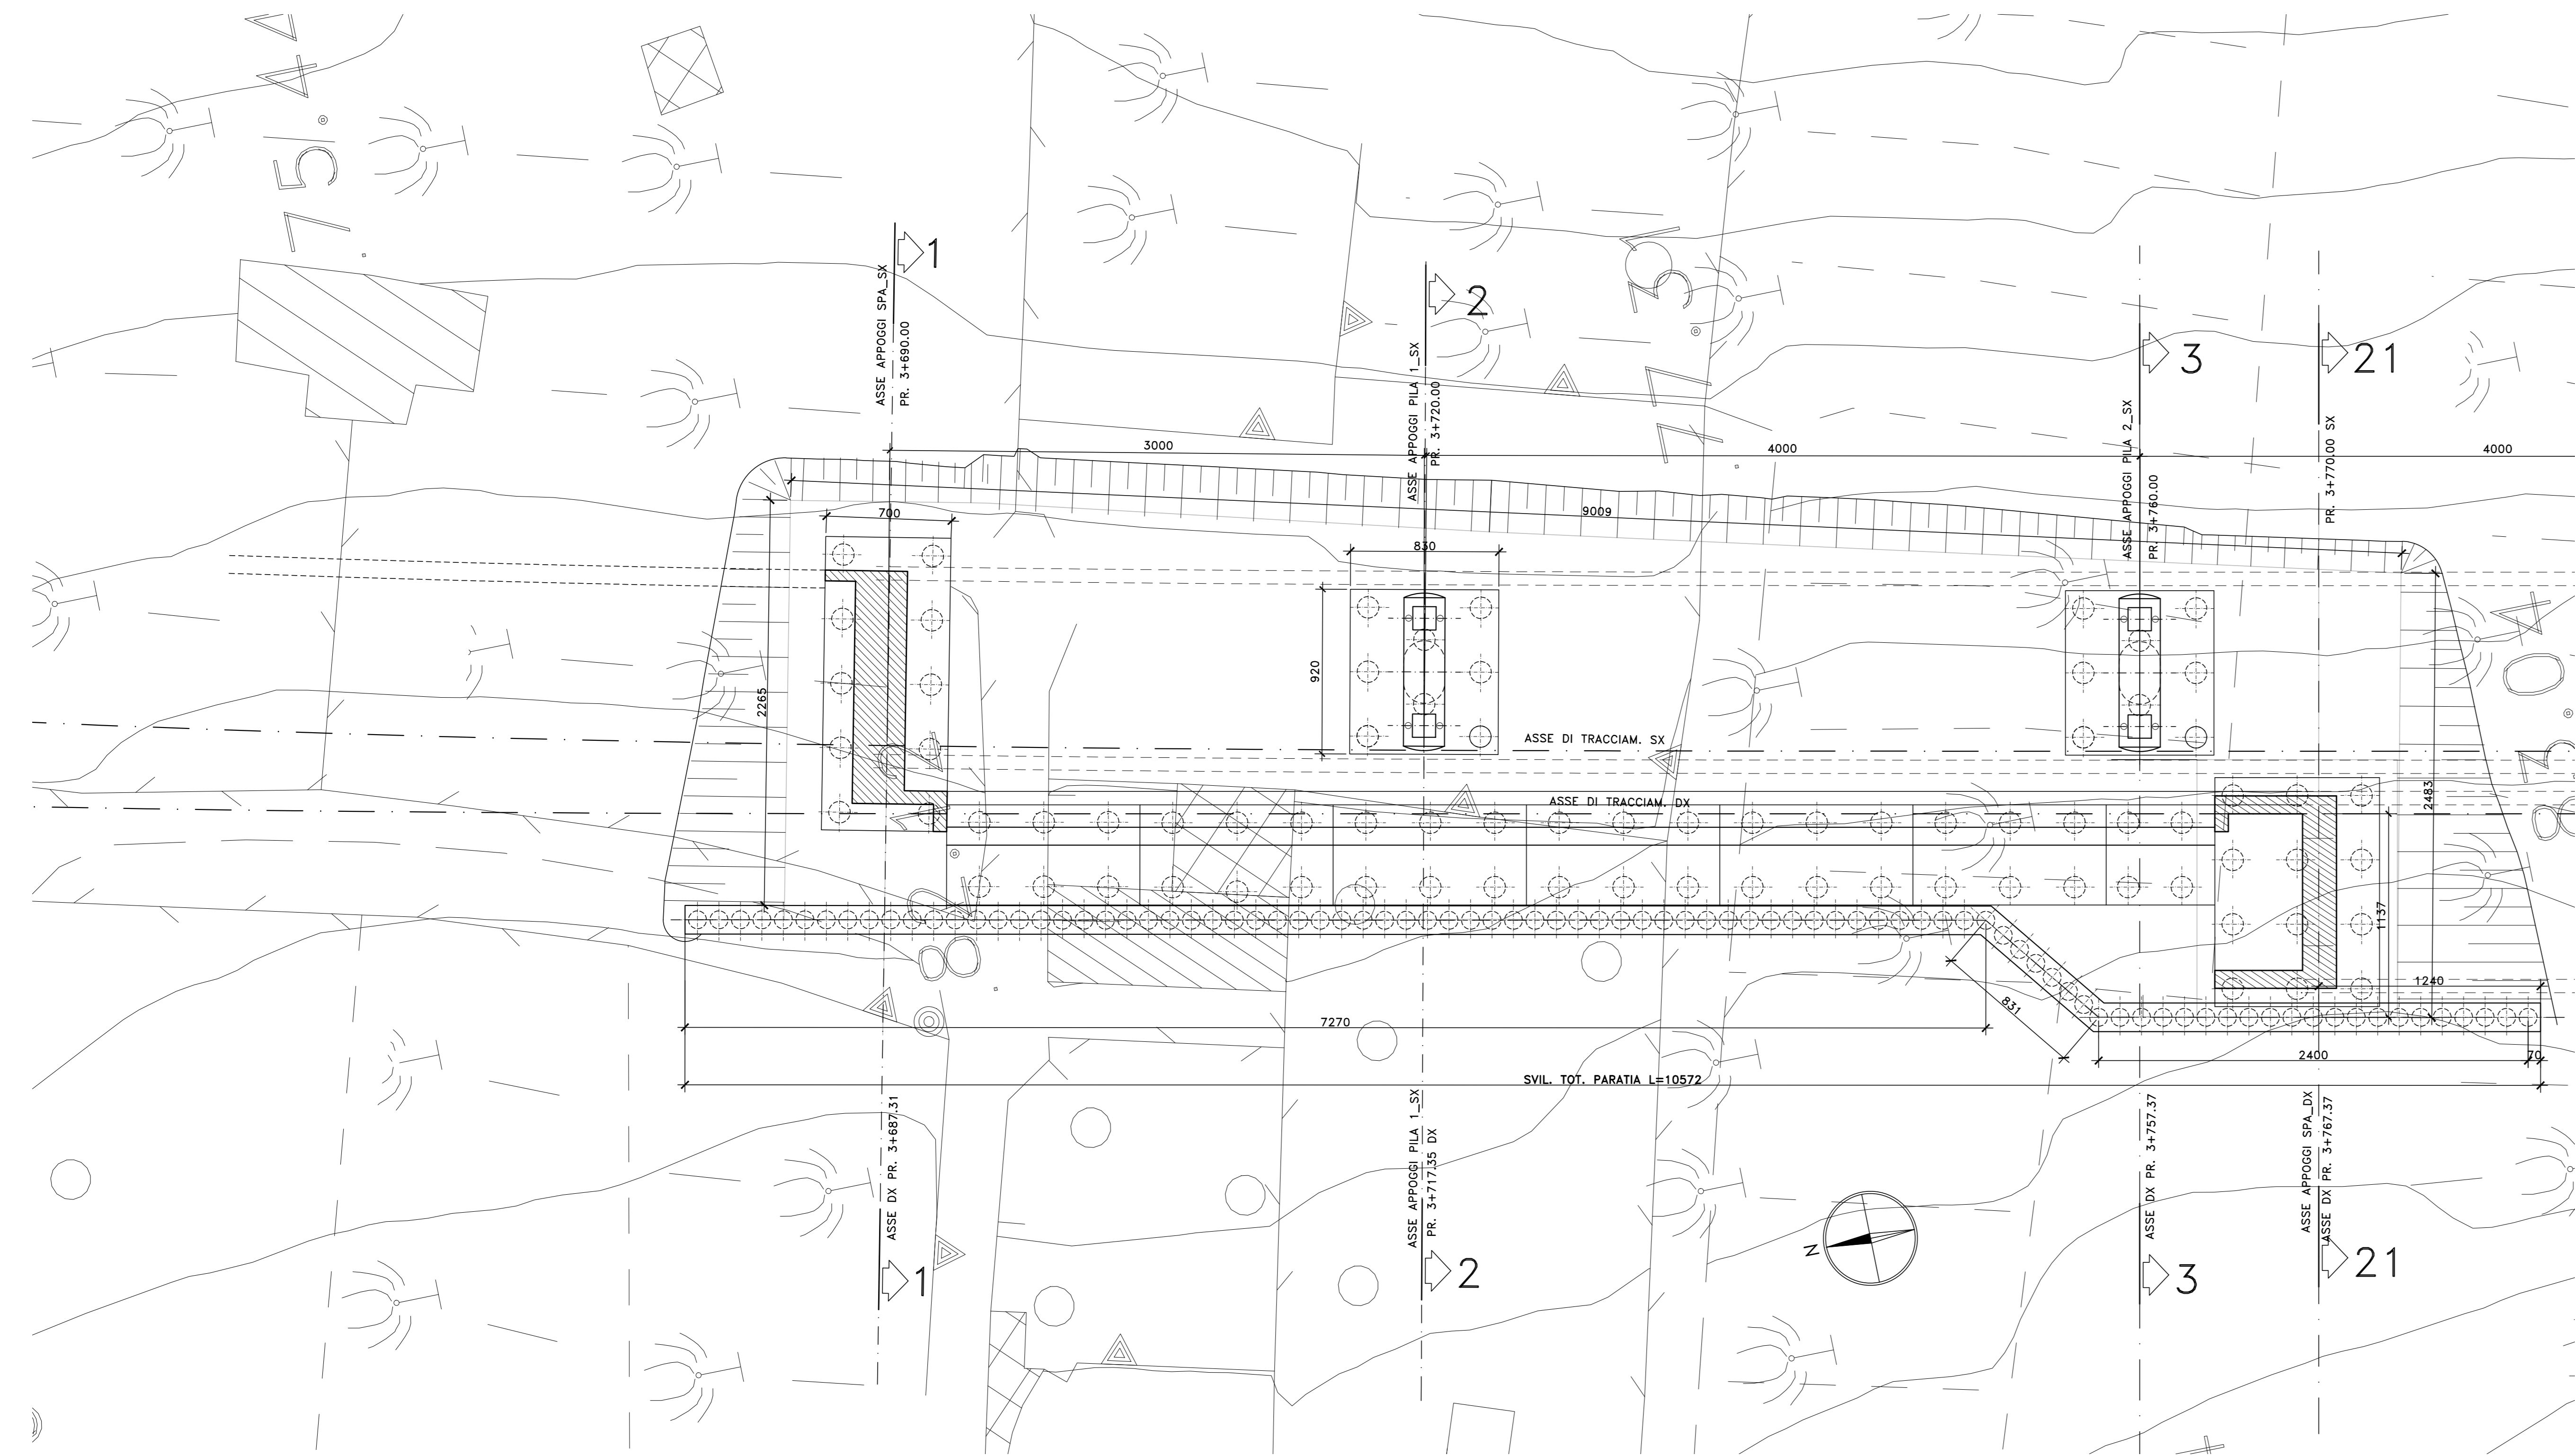 1
2
3
21
ASSE APPOGGI SPA_SX
PR. 3+690.00
ASSE APPOGGI PILA 1_SX
PR. 3+720.00
ASSE APPOGGI PILA 2_SX
PR. 3+760.00
PR. 3+770.00 SX
3000
4000
4000
9009
700
830
920
2265
ASSE DI TRACCIAM. SX
ASSE DI TRACCIAM. DX
2483
1137
1240
831
7270
2400
70
SVIL. TOT. PARATIA L=10572
ASSE DX PR. 3+687.31
ASSE APPOGGI PILA 1_SX
PR. 3+717.35 DX
ASSE DX PR. 3+757.37
ASSE APPOGGI SPA_DX
ASSE DX PR. 3+767.37
N
1
2
3
21